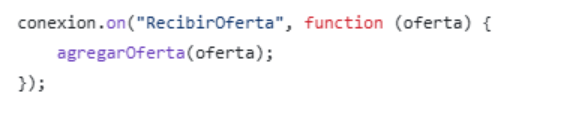 conexion.on("RecibirOferta", function (oferta) {
    agregarOferta(oferta);
});